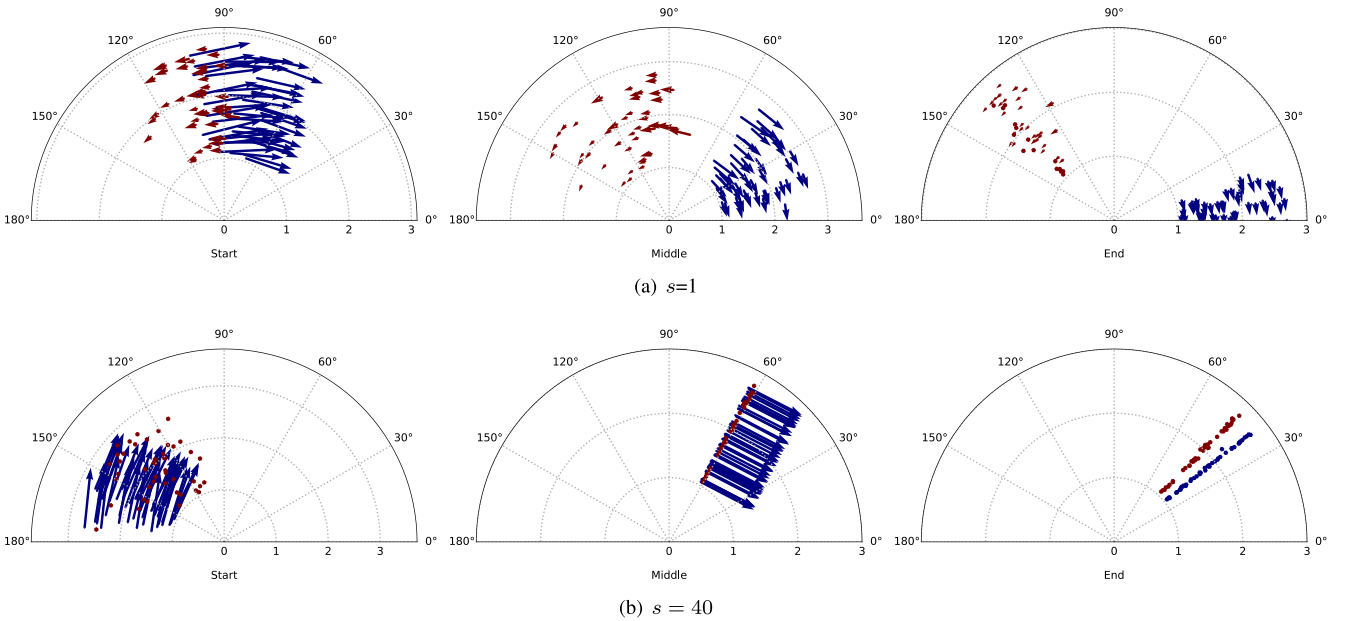 90° 90° 90°
120° 60° 120° 60° 120° 60°
150° 30° 150° 30° 150° 30°
180° 0° 180° 0° 180° 0°
0 1 2 3 0 1 2 3 0 1 2 3
Start Middle End
(a) s=1
90° 90° 90°
120° 60° 120° 60° 120° 60°
150° 30° 150° 30° 150° 30°
180° 0° 180° 0° 180° 0°
0 1 2 3 0 1 2 3 0 1 2 3
Start Middle End
(b) s = 40